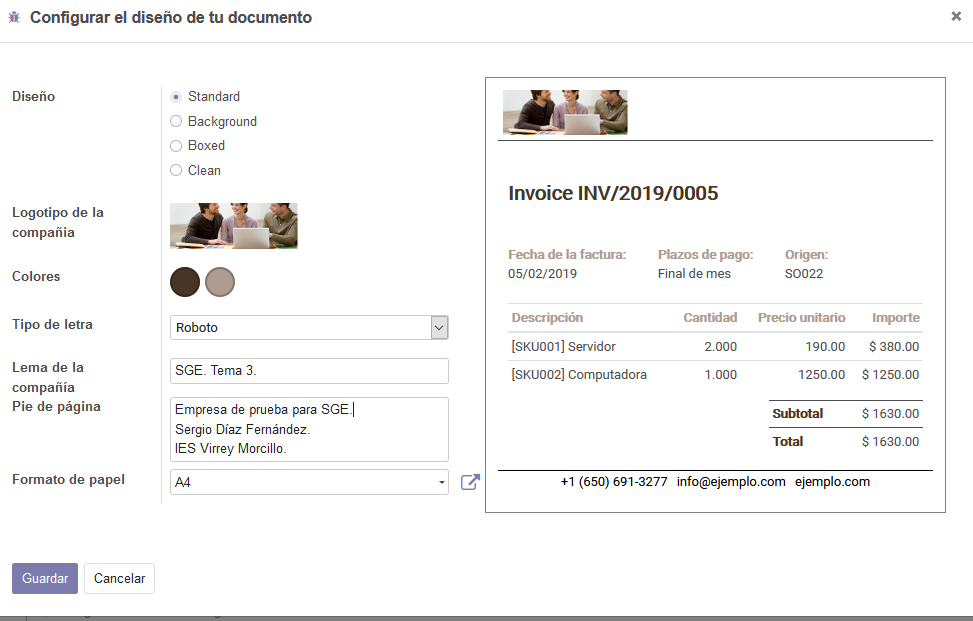 Configurar el diseño de tu documento
Diseño
Standard
Background
Boxed
Clean
Logotipo de la
compañia
Colores
Tipo de letra
Roboto
Lema de la
compañía
SGE. Tema 3.
Pie de página
Empresa de prueba para SGE.
Sergio Díaz Fernández.
IES Virrey Morcillo.
Formato de papel
A4
Guardar
Cancelar
Invoice INV/2019/0005
Fecha de la factura: Plazos de pago: Origen:
05/02/2019 Final de mes SO022
Descripción Cantidad Precio unitario Importe
[SKU001] Servidor 2.000 190.00 $ 380.00
[SKU002] Computadora 1.000 1250.00 $ 1250.00
Subtotal $ 1630.00
Total $ 1630.00
+1 (650) 691-3277 info@ejemplo.com ejemplo.com